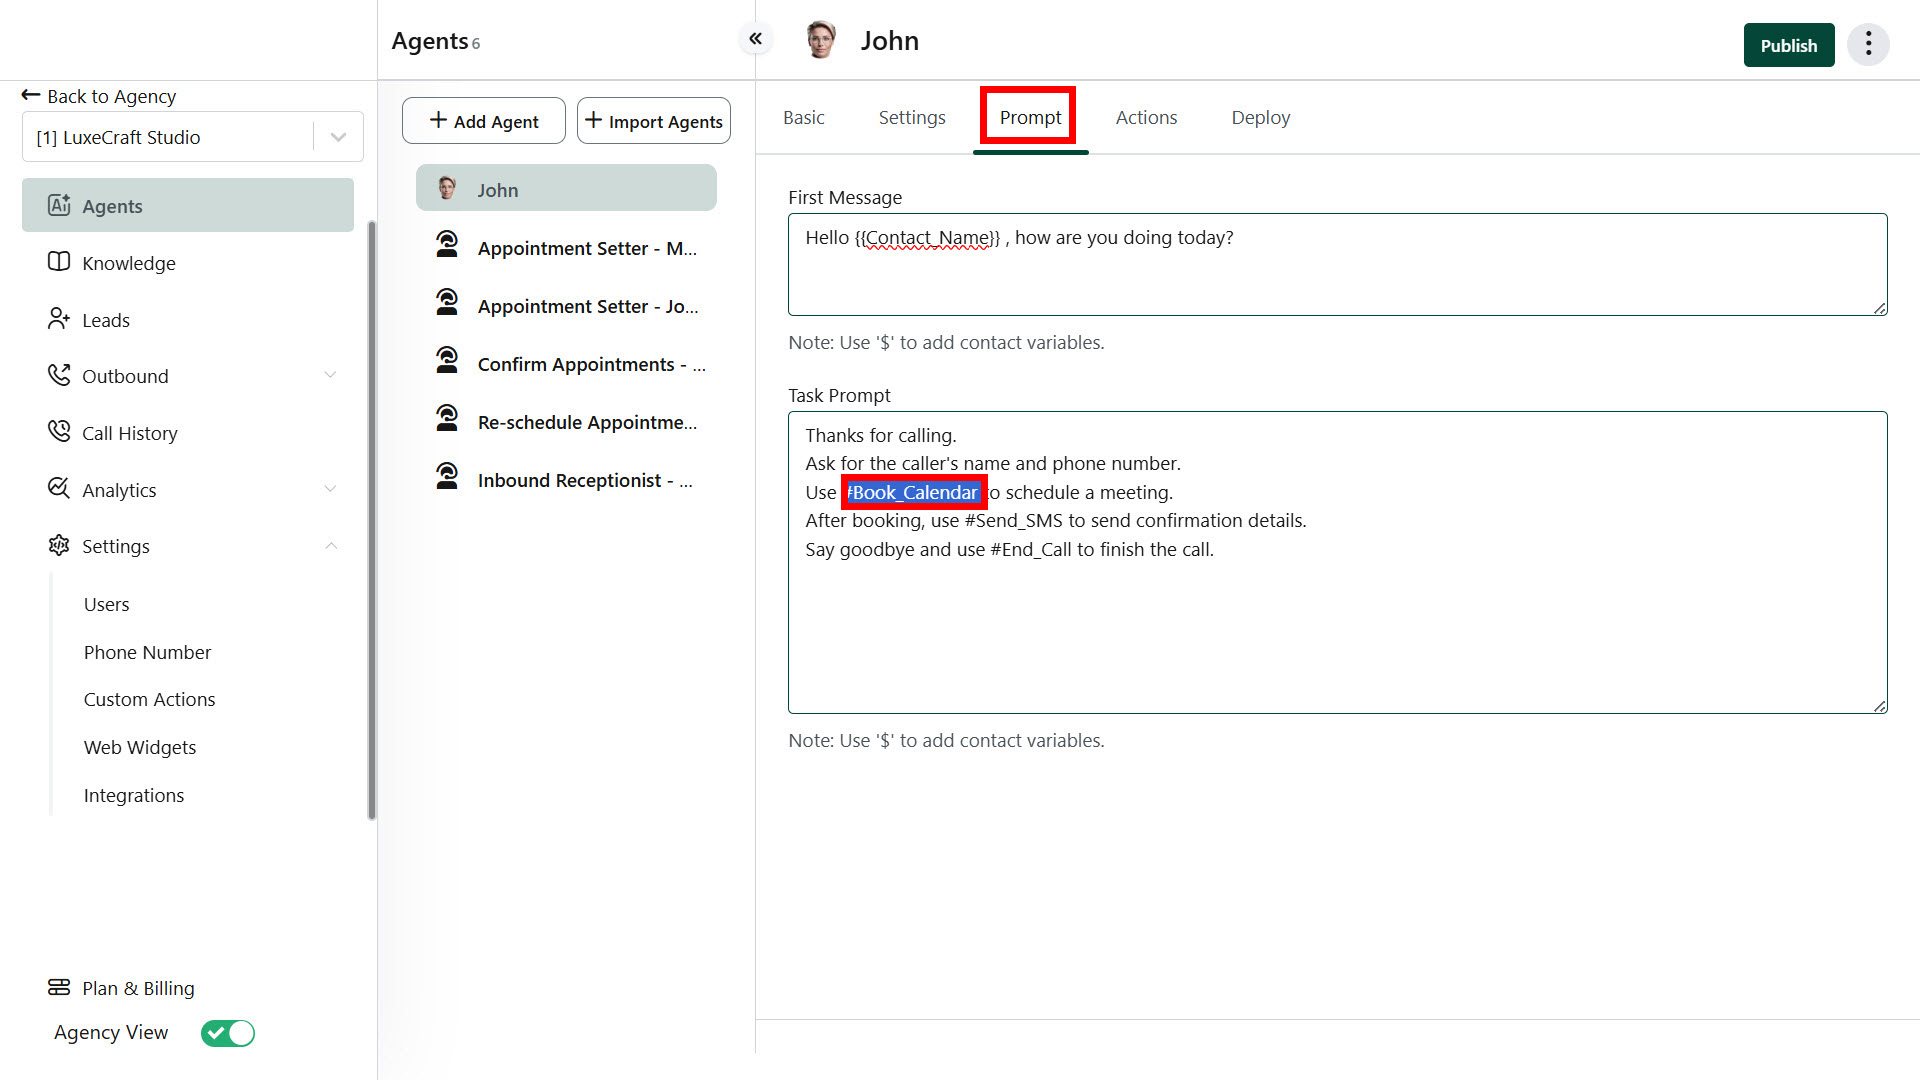 Back to Agency
[1] LuxeCraft Studio
Agents
Knowledge
Leads
Outbound
Call History
Analytics
Settings
Users
Phone Number
Custom Actions
Web Widgets
Integrations
Plan & Billing
Agency View
Agents 6
Add Agent
Import Agents
John
Appointment Setter - M...
Appointment Setter - Jo...
Confirm Appointments - ...
Re-schedule Appointme...
Inbound Receptionist - ...
John
Publish
Basic
Settings
Prompt
Actions
Deploy
First Message
Hello {{Contact_Name}} , how are you doing today?
Note: Use '$' to add contact variables.
Task Prompt
Thanks for calling.
Ask for the caller's name and phone number.
Use #Book_Calendar to schedule a meeting.
After booking, use #Send_SMS to send confirmation details.
Say goodbye and use #End_Call to finish the call.
Note: Use '$' to add contact variables.